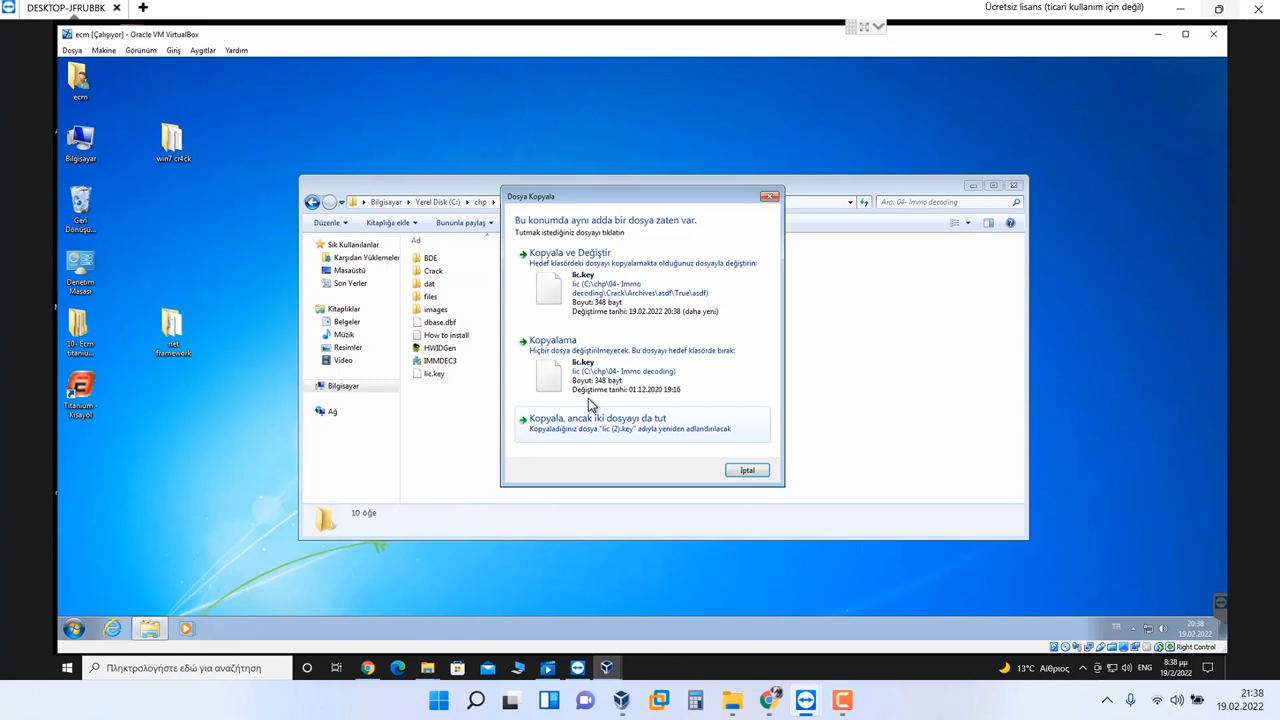 DESKTOP-JFRUBBK
Ücretsiz lisans (ticari kullanım için değil)
ecm [Çalışıyor] - Oracle VM VirtualBox
Dosya Makine Görünüm Giriş Aygıtlar Yardım
ecm
Bilgisayar
win7 cr4ck
Geri
Dönüşü...
Denetim
Masası
10- Ecm
titaniu...
net
framework
Titanium -
Kısayol
Bilgisayar
Yerel Disk (C:)
chp
Ara: 04- Immo decoding
Düzenle
Kitaplığa ekle
Bununla paylaş
Sık Kullanılanlar
Karşıdan Yüklemeler
Masaüstü
Son Yerler
Kitaplıklar
Belgeler
Müzik
Resimler
Video
Bilgisayar
Ağ
Ad
BDE
Crack
dat
files
images
dbase.dbf
How to install
HWIDGen
IMMDEC3
lic.key
10 öğe
Dosya Kopyala
Bu konumda aynı adda bir dosya zaten var.
Tutmak istediğiniz dosyayı tıklatın
Kopyala ve Değiştir
Hedef klasördeki dosyayı kopyalamakta olduğunuz dosyayla değiştirin:
lic.key
lic (C:\chp\04- Immo
decoding\Crack\Archives\asdf\True\asdf)
Boyut: 348 bayt
Değiştirme tarihi: 19.02.2022 20:38 (daha yeni)
Kopyalama
Hiçbir dosya değiştirilmeyecek. Bu dosyayı hedef klasörde bırak:
lic.key
lic (C:\chp\04- Immo decoding)
Boyut: 348 bayt
Değiştirme tarihi: 01.12.2020 19:16
Kopyala, ancak iki dosyayı da tut
Kopyaladığınız dosya "lic (2).key" adıyla yeniden adlandırılacak
İptal
TR
20:38
19.02.2022
Right Control
Πληκτρολογήστε εδώ για αναζήτηση
13°C Αίθριος
ENG
8:38 μμ
19/2/2022
21:38
19.02.2022